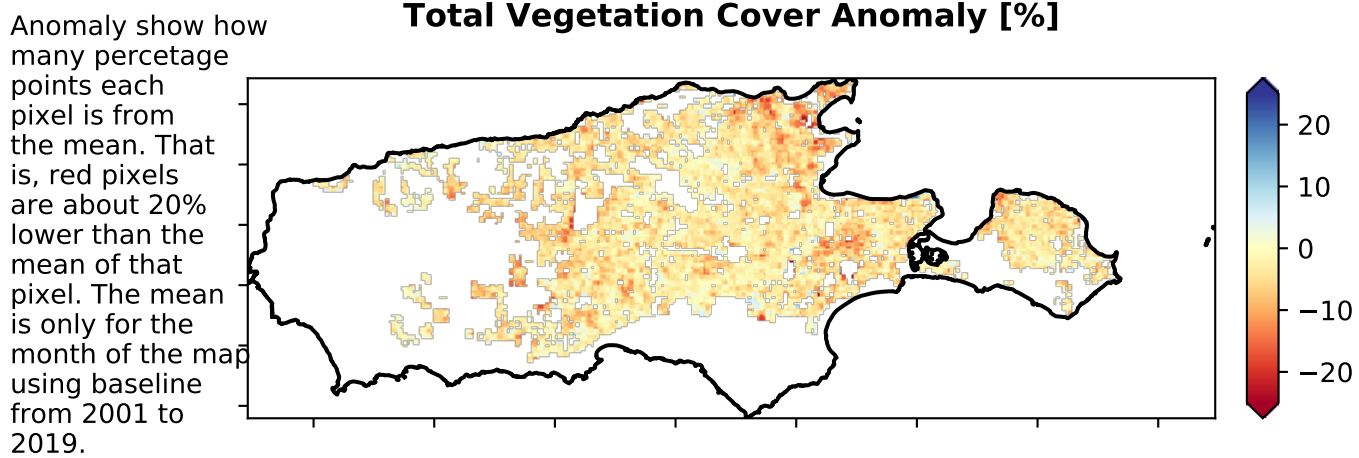 Total Vegetation Cover Anomaly [%]
Anomaly show how
many percetage
points each
pixel is from
the mean. That
is, red pixels
are about 20%
lower than the
mean of that
pixel. The mean
is only for the
month of the map
using baseline
from 2001 to
2019.
20
10
0
−10
−20